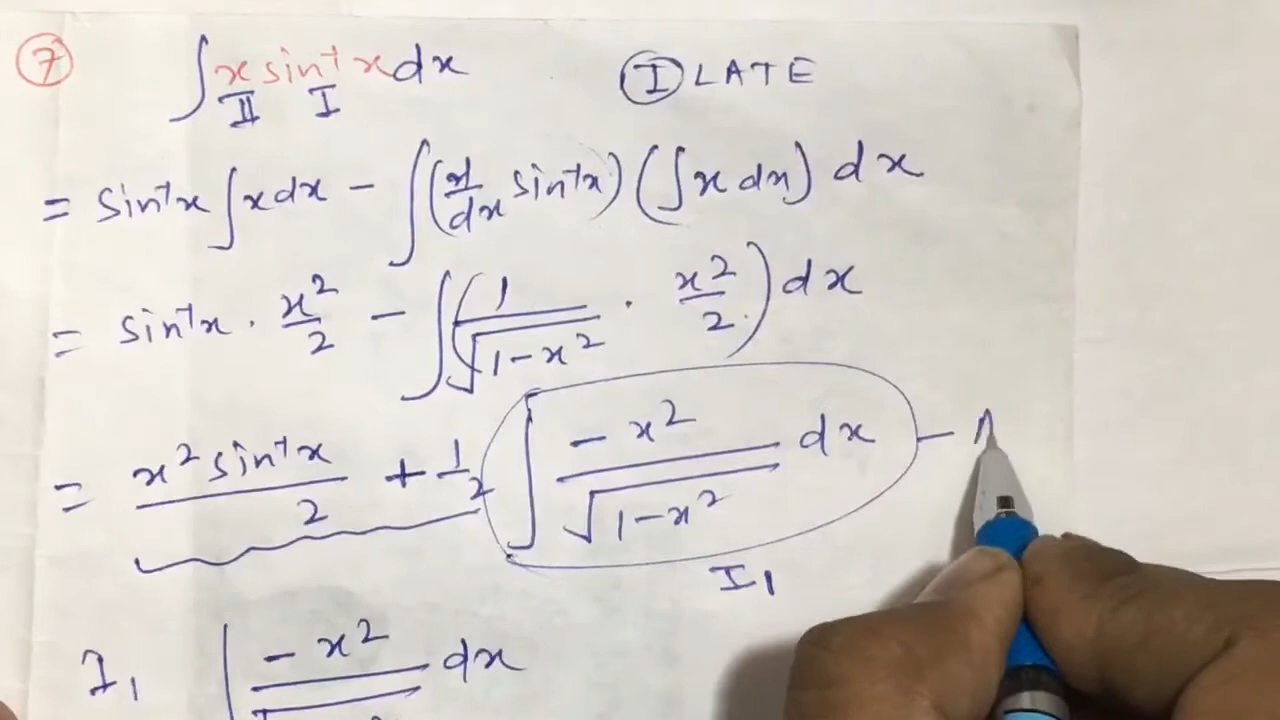 ⑦ ∫ x sin⁻¹x dx Ⓘ LATE
II I
= sin⁻¹x ∫x dx − ∫(d/dx sin⁻¹x) (∫x dx) dx
= sin⁻¹x · x²/2 − ∫(1/√(1−x²) · x²/2) dx
= x² sin⁻¹x/2 + 1/2 ∫ −x²/√(1−x²) dx −
I₁
I₁ ∫ −x²/√ dx